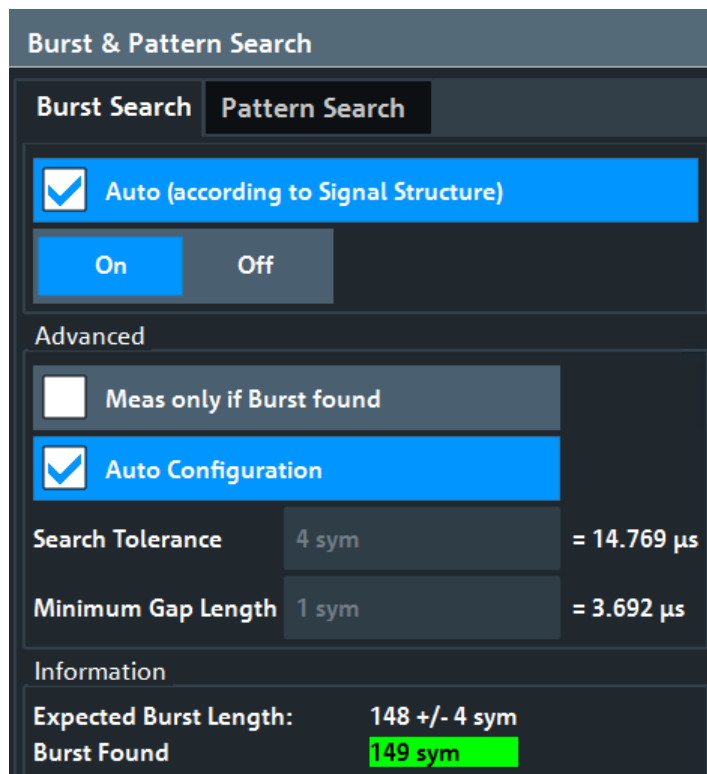 Burst & Pattern Search
Burst Search Pattern Search
Auto (according to Signal Structure)
On Off
Advanced
Meas only if Burst found
Auto Configuration
Search Tolerance 4 sym = 14.769 µs
Minimum Gap Length 1 sym = 3.692 µs
Information
Expected Burst Length: 148 +/- 4 sym
Burst Found 149 sym